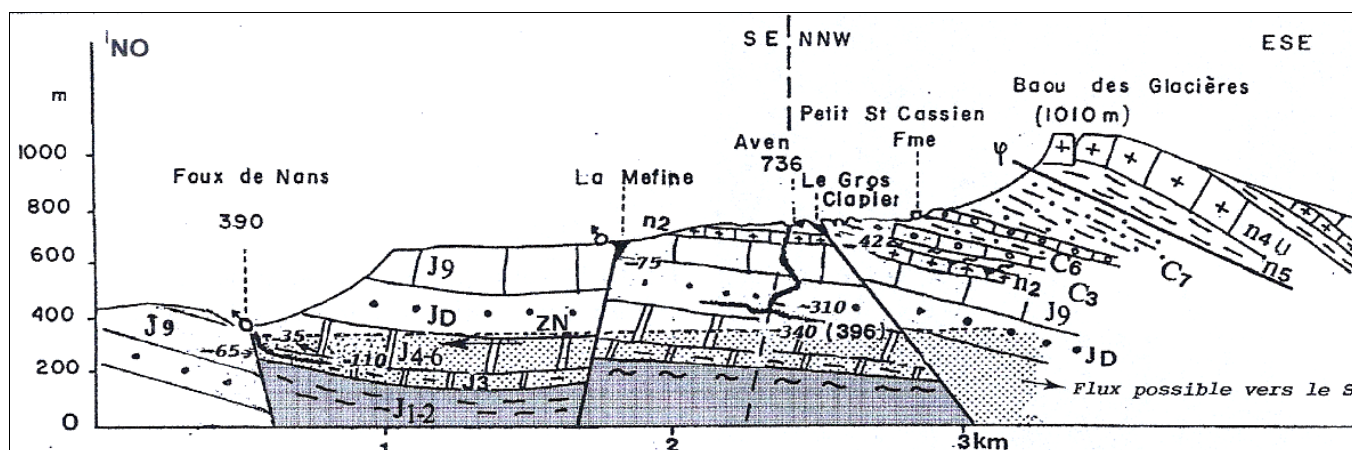 NO
SE NNW
ESE
m
Baou des Glacières
(1010 m)
Petit St Cassien
Fme
Aven
736
φ
1000
Foux de Nans
La Mefine
Le Gros
Clapier
800
390
n2
42
n4U
-75
600
J9
C6
n5
C7
n2
C3
-310
J9
400
J9
JD
ZN
-340 (396)
-35
JD
-65
-110
J4-6
200
J3
Flux possible vers le S
J1-2
0
1
2
3km